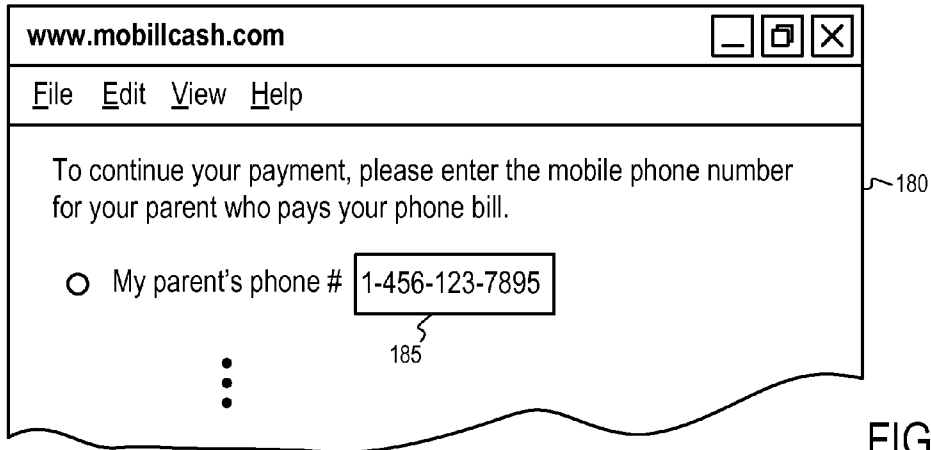 www.mobillcash.com
File Edit View Help
To continue your payment, please enter the mobile phone number
for your parent who pays your phone bill.
My parent's phone # 1-456-123-7895
180
185
FIG